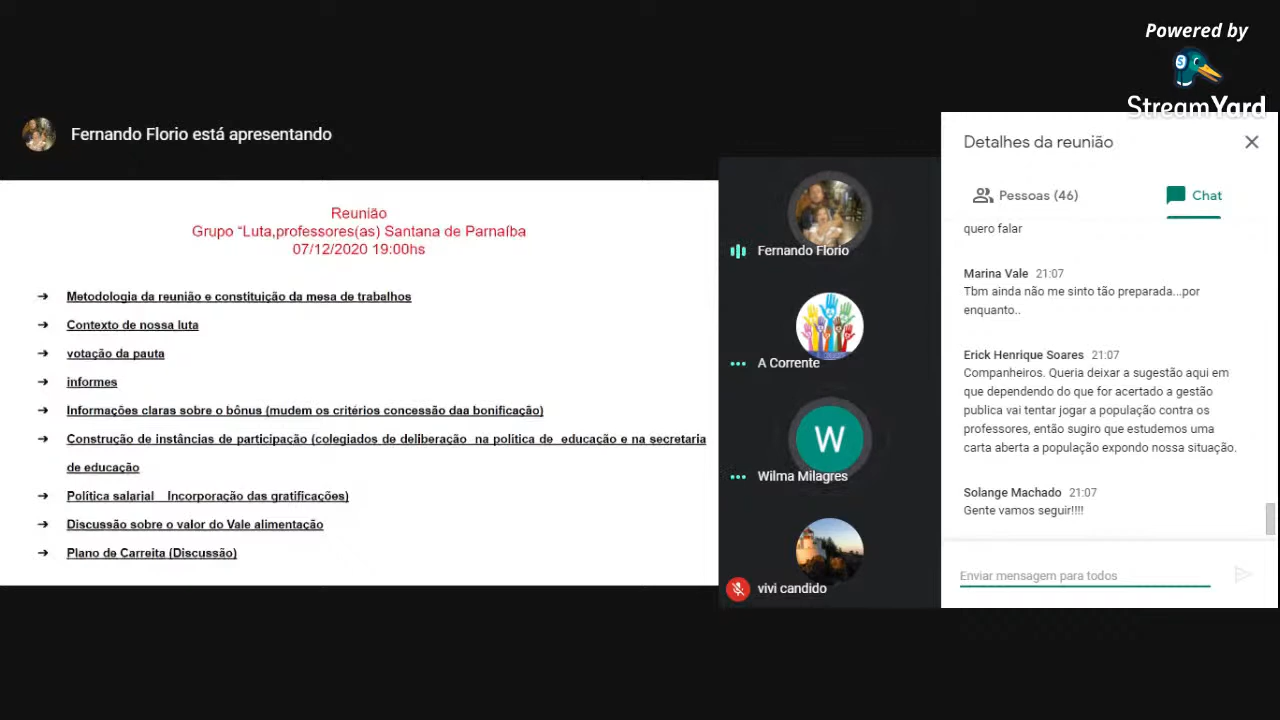 Powered by
StreamYard
Fernando Florio está apresentando
Reunião
Grupo “Luta,professores(as) Santana de Parnaíba
07/12/2020 19:00hs
➔ Metodologia da reunião e constituição da mesa de trabalhos
➔ Contexto de nossa luta
➔ votação da pauta
➔ informes
➔ Informações claras sobre o bônus (mudem os critérios concessão daa bonificação)
➔ Construção de instâncias de participação (colegiados de deliberação na política de educação e na secretaria
de educação
➔ Política salarial Incorporação das gratificações)
➔ Discussão sobre o valor do Vale alimentação
➔ Plano de Carreita (Discussão)
Fernando Florio
A Corrente
W
Wilma Milagres
vivi candido
Detalhes da reunião
Pessoas (46)
Chat
quero falar
Marina Vale 21:07
Tbm ainda não me sinto tão preparada...por
enquanto..
Erick Henrique Soares 21:07
Companheiros. Queria deixar a sugestão aqui em
que dependendo do que for acertado a gestão
publica vai tentar jogar a população contra os
professores, então sugiro que estudemos uma
carta aberta a população expondo nossa situação.
Solange Machado 21:07
Gente vamos seguir!!!!
Enviar mensagem para todos